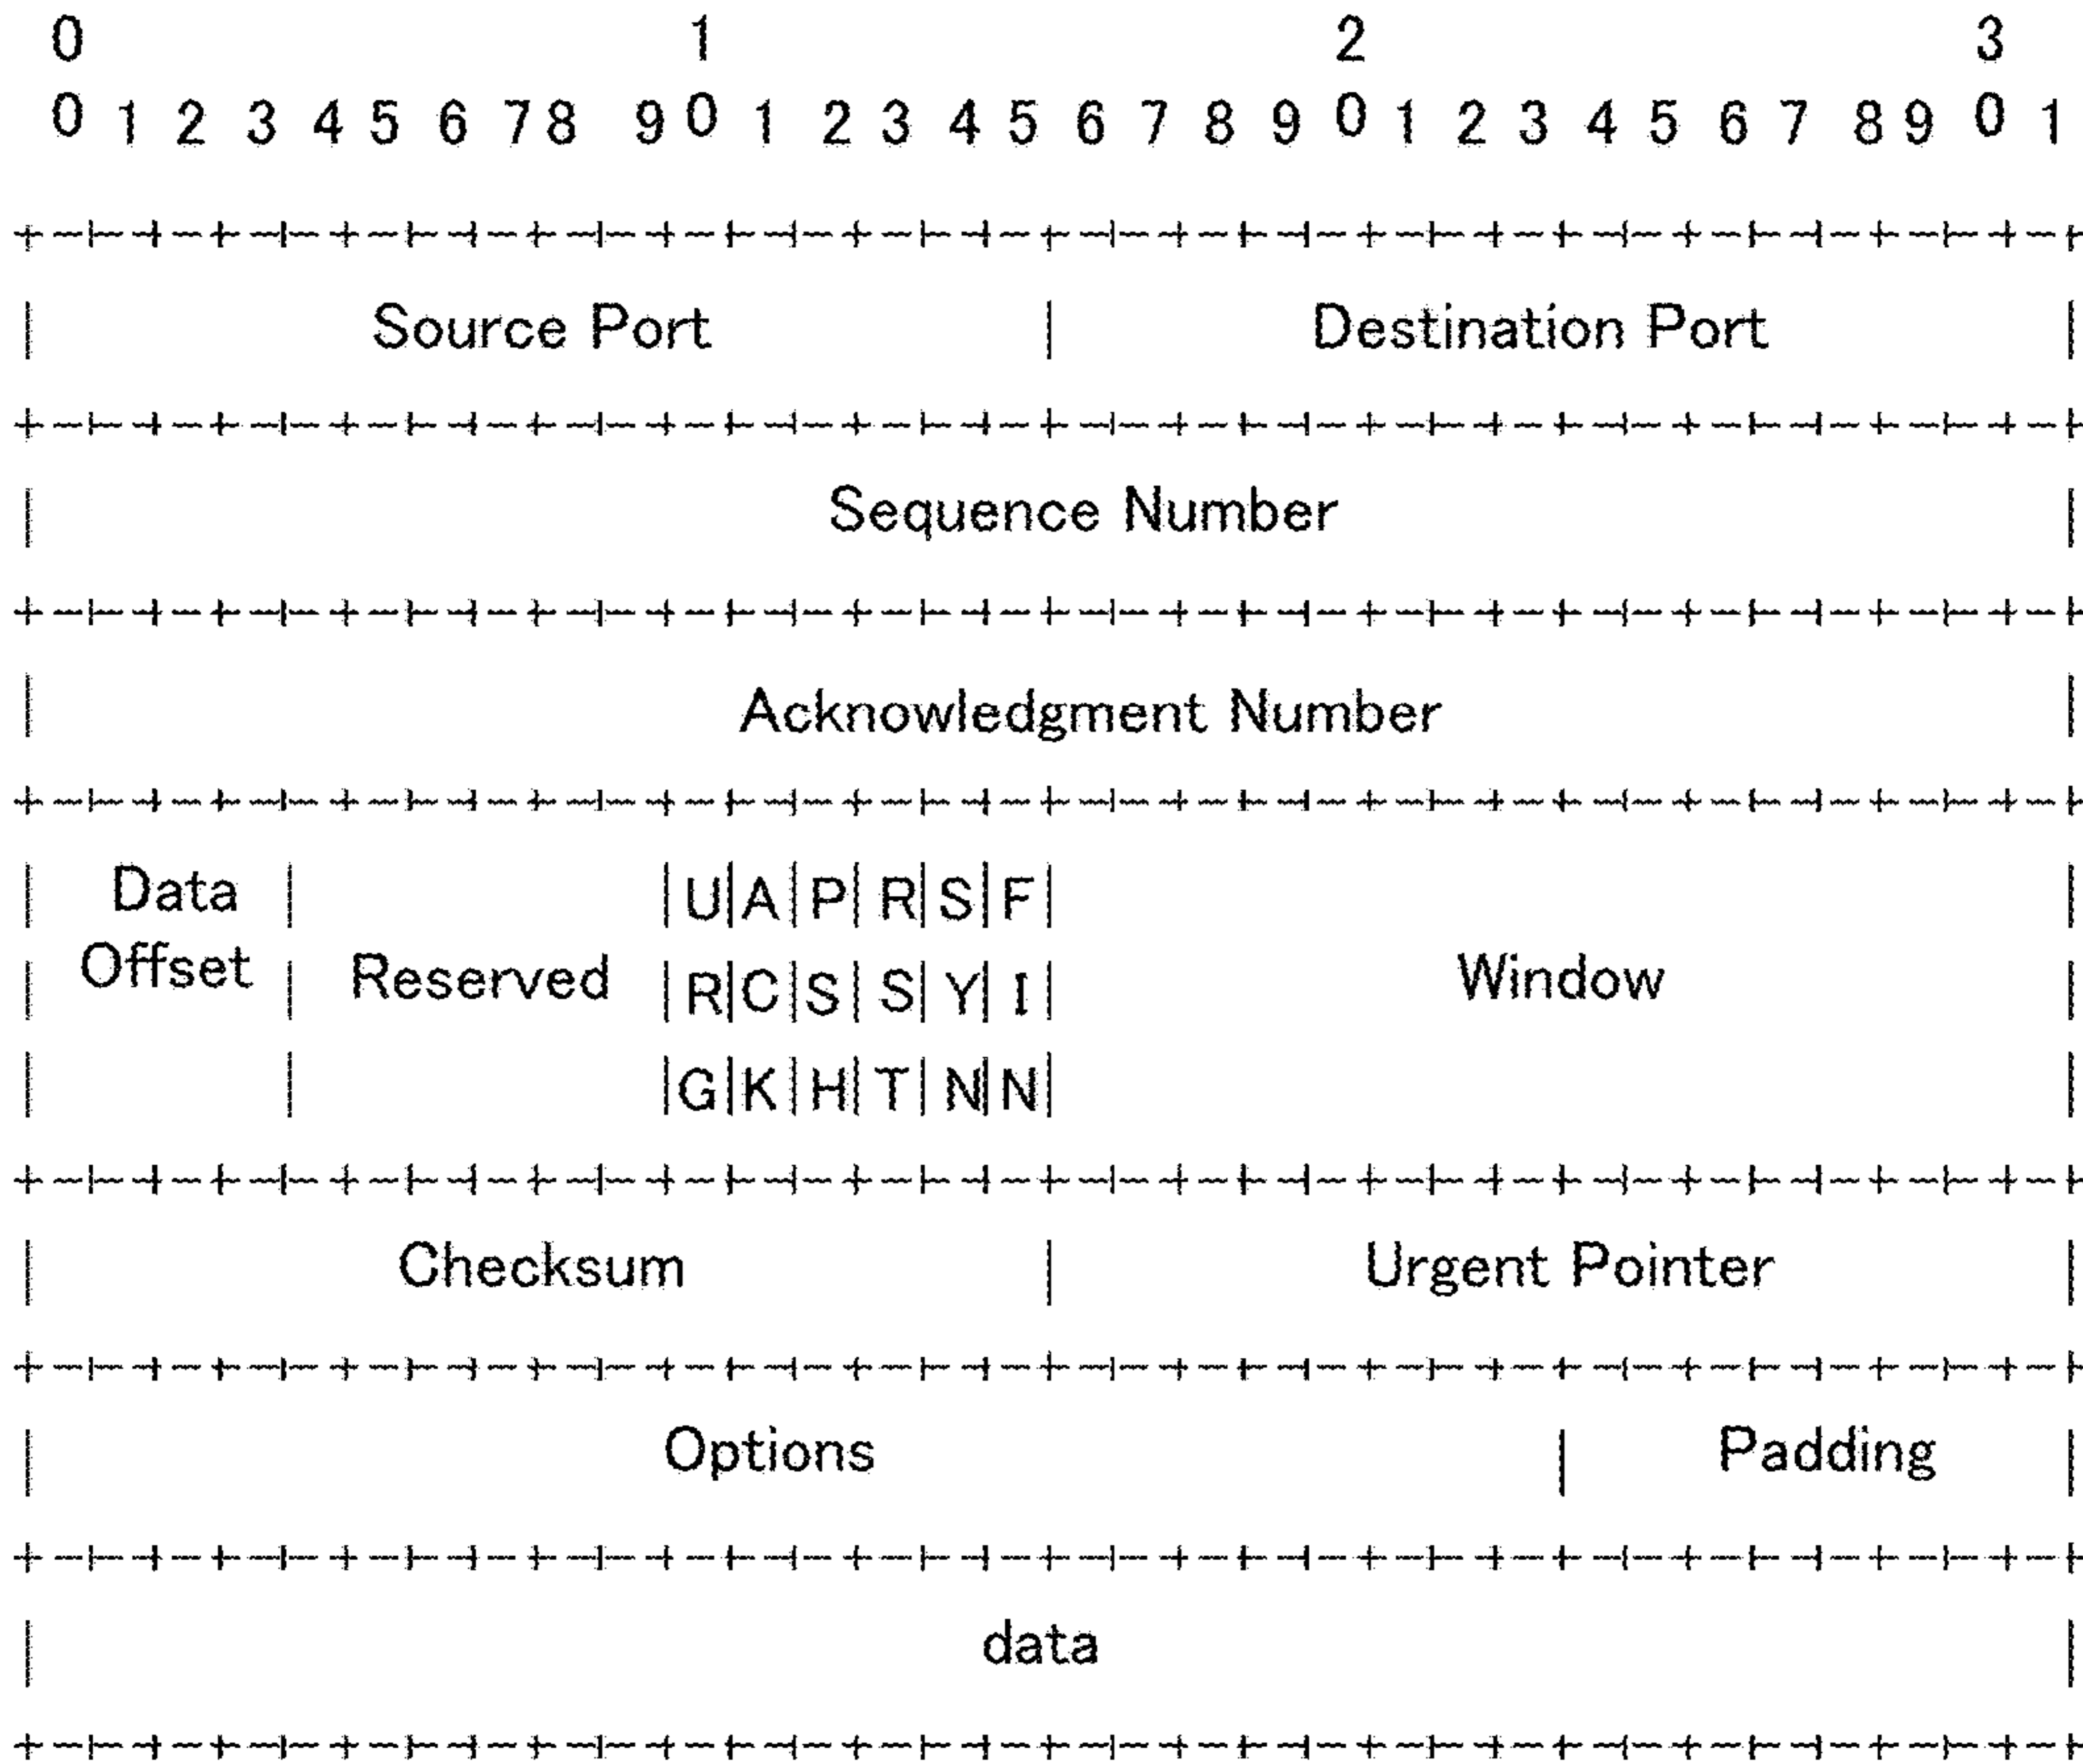 0 1 2 3
0 1 2 3 4 5 6 7 8 9 0 1 2 3 4 5 6 7 8 9 0 1 2 3 4 5 6 7 8 9 0 1
+-+-+-+-+-+-+-+-+-+-+-+-+-+-+-+-+-+-+-+-+-+-+-+-+-+-+-+-+-+-+-+-+
| Source Port | Destination Port |
+-+-+-+-+-+-+-+-+-+-+-+-+-+-+-+-+-+-+-+-+-+-+-+-+-+-+-+-+-+-+-+-+
| Sequence Number |
+-+-+-+-+-+-+-+-+-+-+-+-+-+-+-+-+-+-+-+-+-+-+-+-+-+-+-+-+-+-+-+-+
| Acknowledgment Number |
+-+-+-+-+-+-+-+-+-+-+-+-+-+-+-+-+-+-+-+-+-+-+-+-+-+-+-+-+-+-+-+-+
| Data | |U|A|P|R|S|F| |
| Offset | Reserved |R|C|S|S|Y|I| Window |
| | |G|K|H|T|N|N| |
+-+-+-+-+-+-+-+-+-+-+-+-+-+-+-+-+-+-+-+-+-+-+-+-+-+-+-+-+-+-+-+-+
| Checksum | Urgent Pointer |
+-+-+-+-+-+-+-+-+-+-+-+-+-+-+-+-+-+-+-+-+-+-+-+-+-+-+-+-+-+-+-+-+
| Options | Padding |
+-+-+-+-+-+-+-+-+-+-+-+-+-+-+-+-+-+-+-+-+-+-+-+-+-+-+-+-+-+-+-+-+
| data |
+-+-+-+-+-+-+-+-+-+-+-+-+-+-+-+-+-+-+-+-+-+-+-+-+-+-+-+-+-+-+-+-+